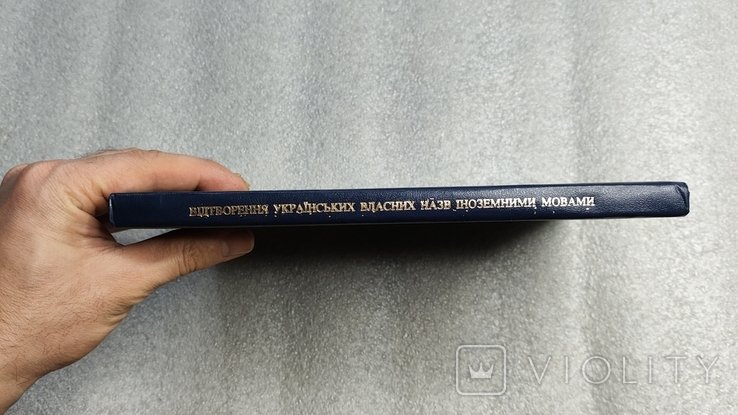 ВІДТВОРЕННЯ УКРАЇНСЬКИХ ВЛАСНИХ НАЗВ ІНОЗЕМНИМИ МОВАМИ
VIOLITY